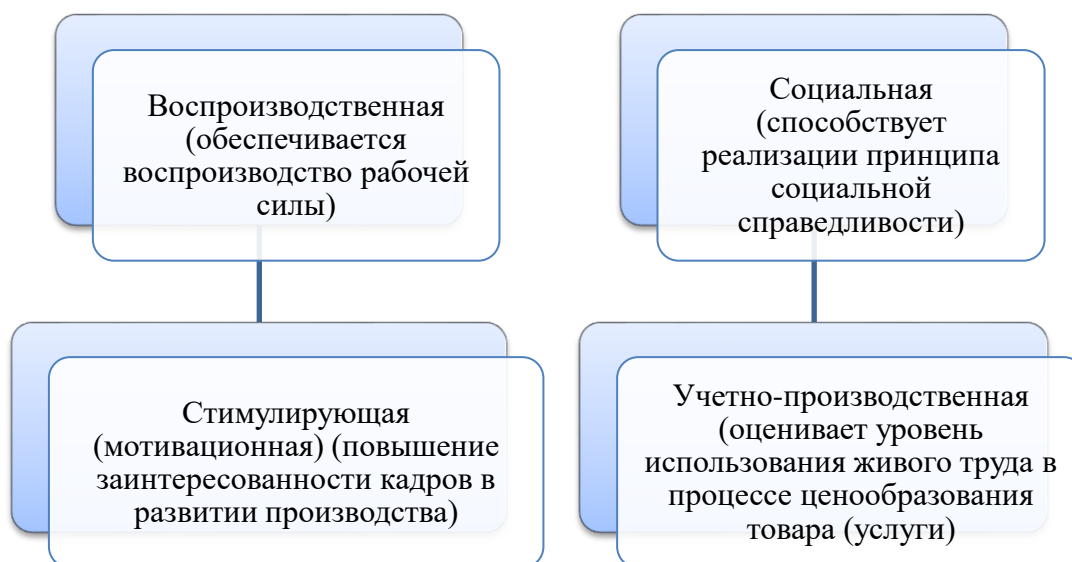 Воспроизводственная
(обеспечивается
воспроизводство рабочей
силы)
Социальная
(способствует
реализации принципа
социальной
справедливости)
Стимулирующая
(мотивационная) (повышение
заинтересованности кадров в
развитии производства)
Учетно-производственная
(оценивает уровень
использования живого труда в
процессе ценообразования
товара (услуги)